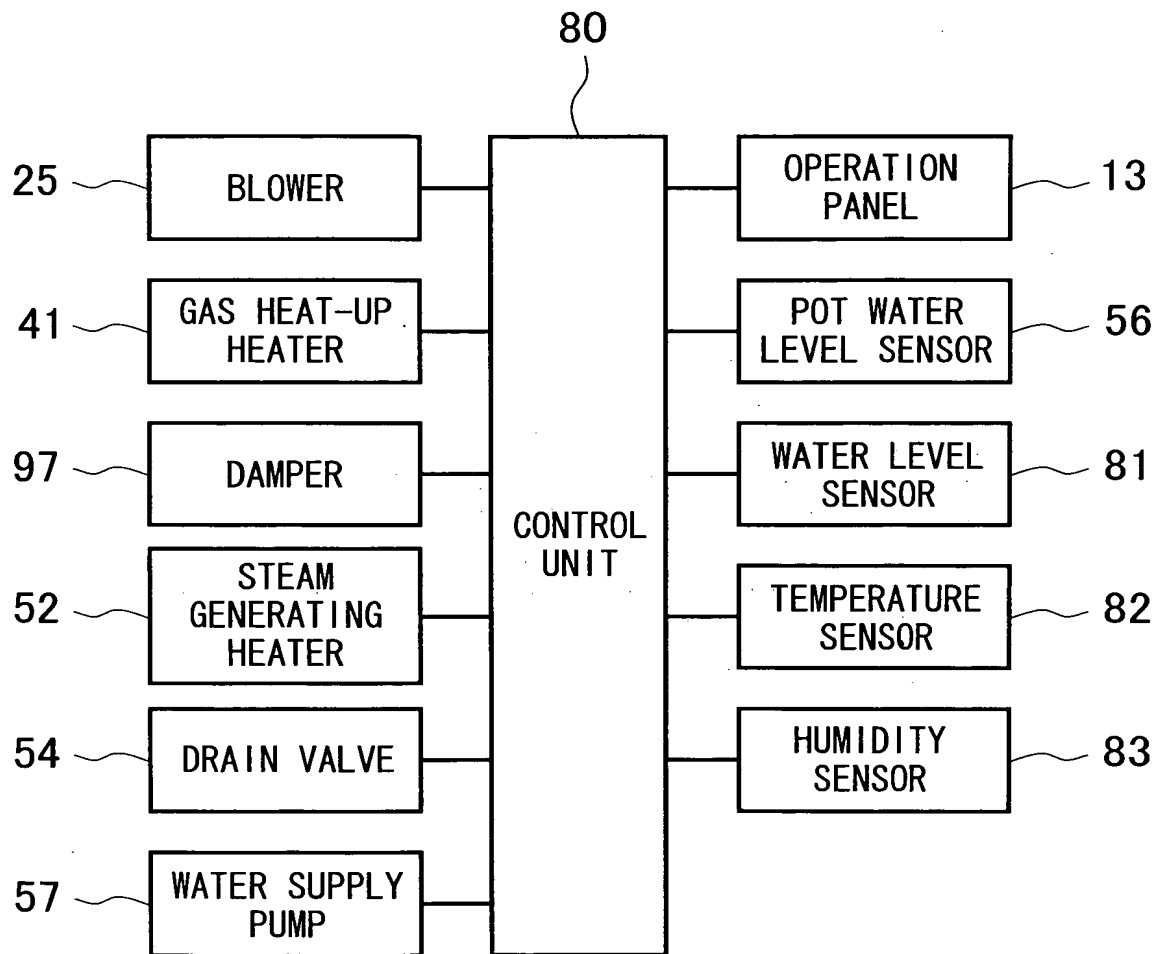 80
25
BLOWER
41
GAS HEAT-UP
HEATER
97
DAMPER
52
STEAM
GENERATING
HEATER
54
DRAIN VALVE
57
WATER SUPPLY
PUMP
CONTROL
UNIT
OPERATION
PANEL
13
POT WATER
LEVEL SENSOR
56
WATER LEVEL
SENSOR
81
TEMPERATURE
SENSOR
82
HUMIDITY
SENSOR
83